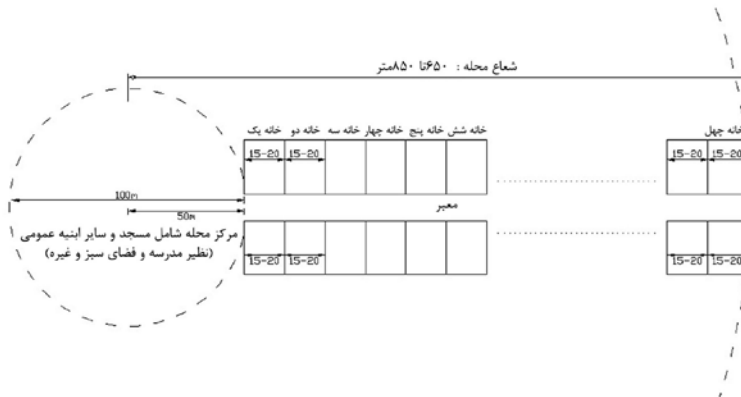 شعاع محله : ۶۵۰تا ۸۵۰متر
خانه یک خانه دو خانه سه خانه چهار خانه پنج خانه شش خانه چهل
15-20 15-20 15-20 15-20
100m
معبر
50m
مرکز محله شامل مسجد و سایر ابنیه عمومی
(نظیر مدرسه و فضای سبز و غیره)
15-20 15-20 15-20 15-20